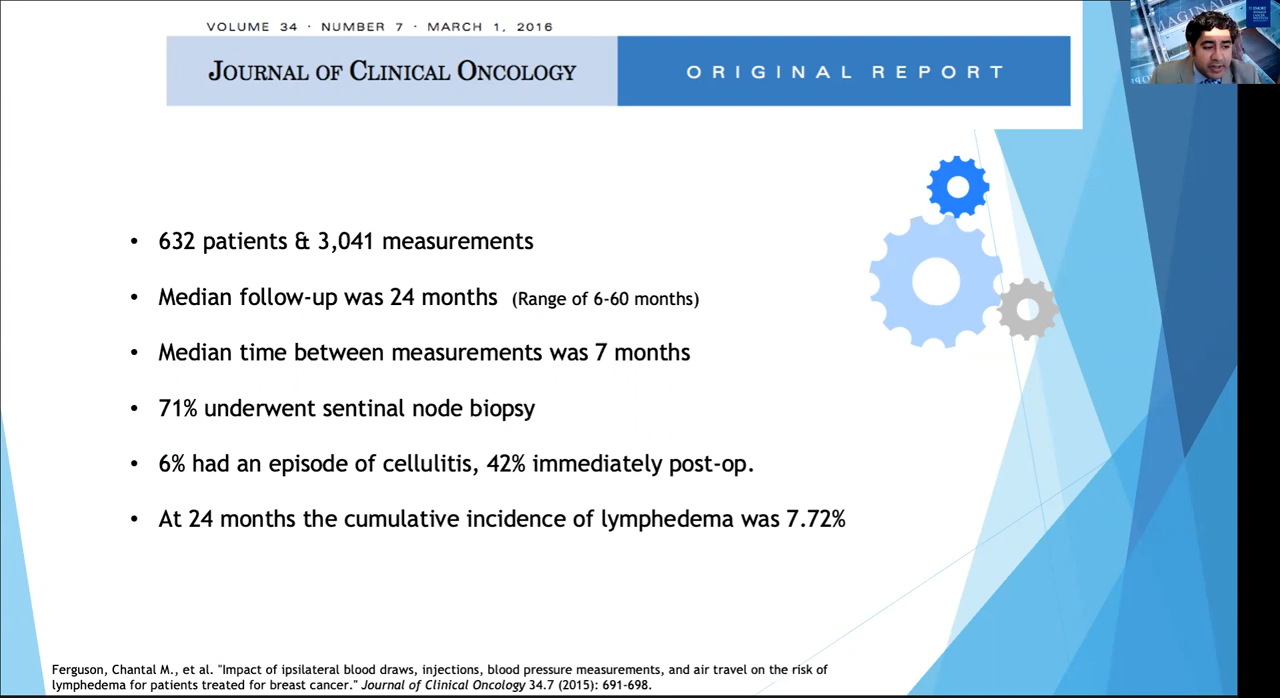 VOLUME 34 · NUMBER 7 · MARCH 1, 2016
JOURNAL OF CLINICAL ONCOLOGY
ORIGINAL REPORT
• 632 patients & 3,041 measurements
• Median follow-up was 24 months (Range of 6-60 months)
• Median time between measurements was 7 months
• 71% underwent sentinal node biopsy
• 6% had an episode of cellulitis, 42% immediately post-op.
• At 24 months the cumulative incidence of lymphedema was 7.72%
Ferguson, Chantal M., et al. "Impact of ipsilateral blood draws, injections, blood pressure measurements, and air travel on the risk of
lymphedema for patients treated for breast cancer." Journal of Clinical Oncology 34.7 (2015): 691-698.